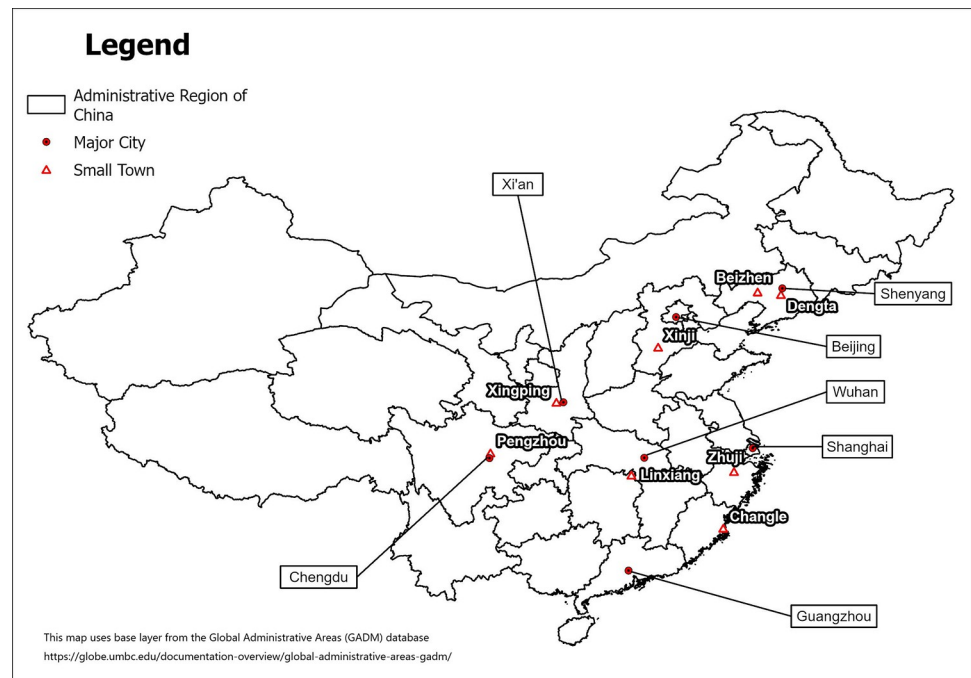 Legend
Administrative Region of
China
Major City
Small Town
Xi'an
Beizhen
Shenyang
Dengta
Xinji
Beijing
Xingping
Wuhan
Pengzhou
Shanghai
Zhuji
Linxiang
Changle
Chengdu
Guangzhou
This map uses base layer from the Global Administrative Areas (GADM) database
https://globe.umbc.edu/documentation-overview/global-administrative-areas-gadm/